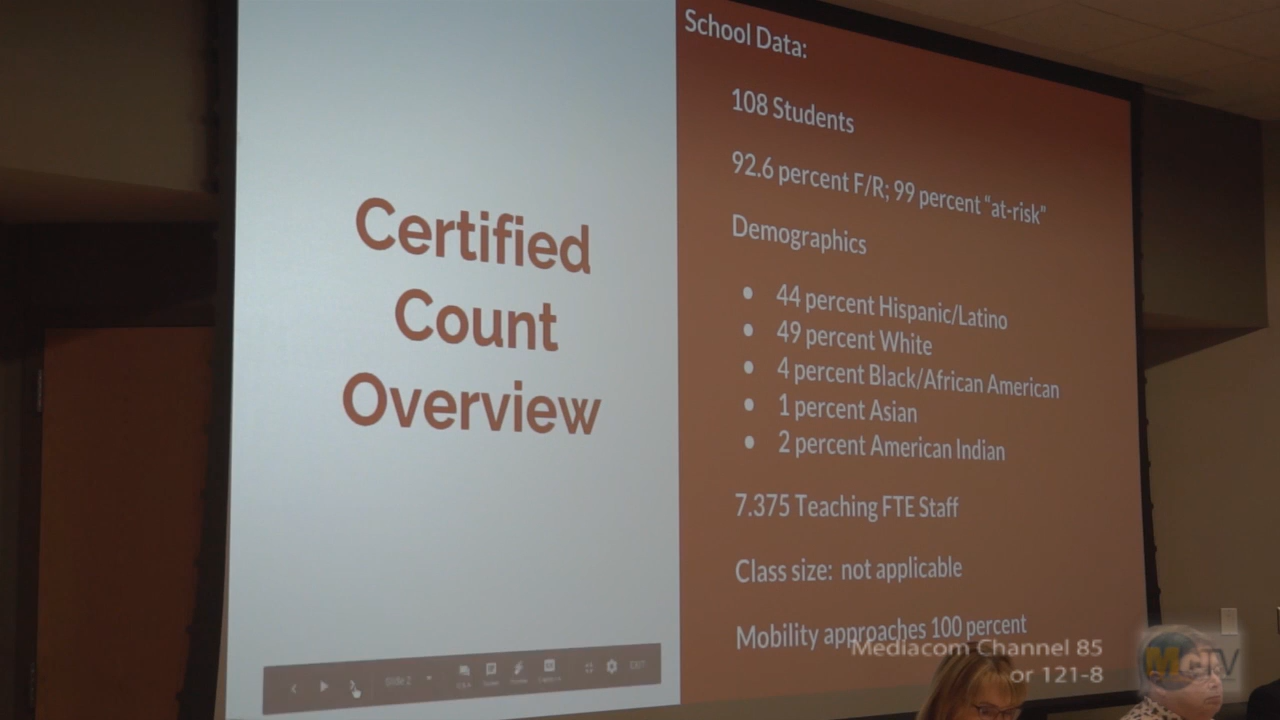 School Data:
Certified
Count
Overview
108 Students
92.6 percent F/R; 99 percent “at-risk”
Demographics
● 44 percent Hispanic/Latino
● 49 percent White
● 4 percent Black/African American
● 1 percent Asian
● 2 percent American Indian
7.375 Teaching FTE Staff
Class size: not applicable
Mobility approaches 100 percent
Slide 2
Mediacom Channel 85
or 121-8